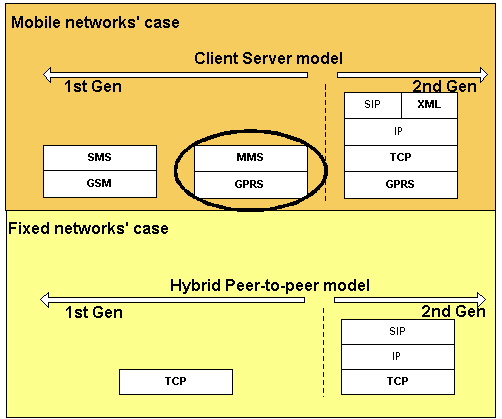 Mobile networks' case
Client Server model
1st Gen
2nd Gen
SIP XML
IP
SMS MMS TCP
GSM GPRS GPRS
Fixed networks' case
Hybrid Peer-to-peer model
1st Gen
2nd Gen
SIP
IP
TCP TCP